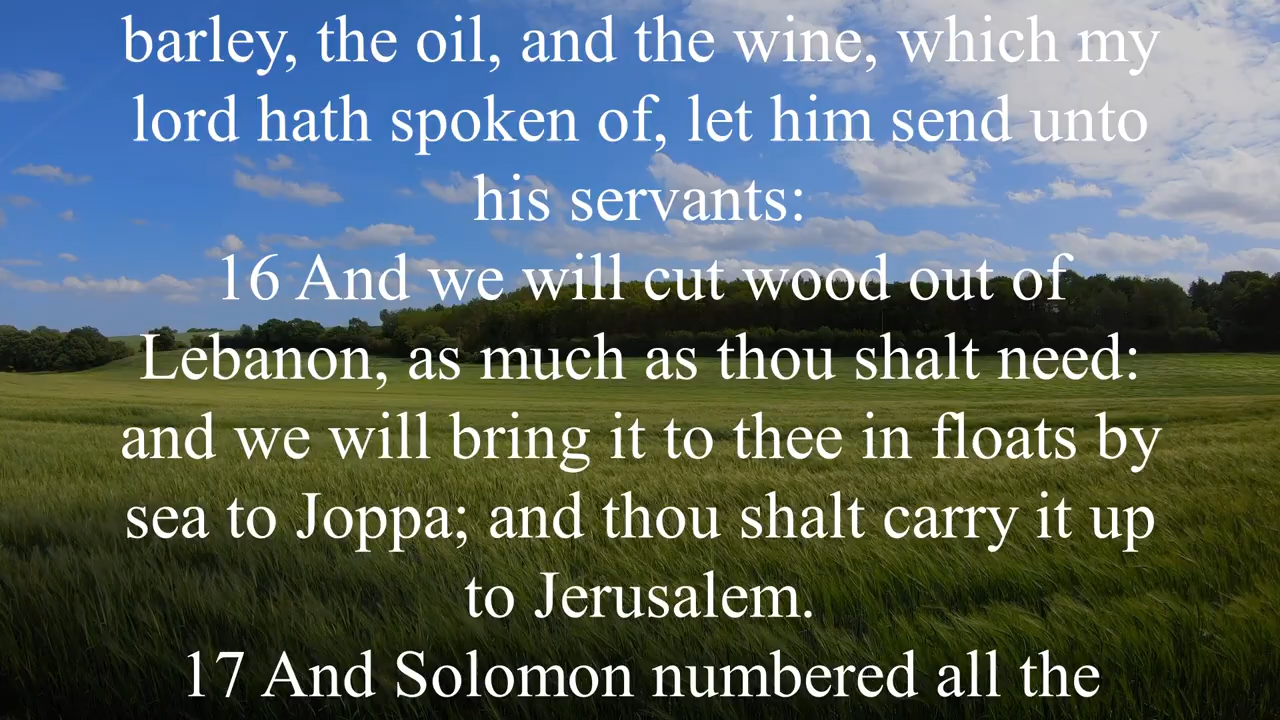 barley, the oil, and the wine, which my
lord hath spoken of, let him send unto
his servants:
16 And we will cut wood out of
Lebanon, as much as thou shalt need:
and we will bring it to thee in floats by
sea to Joppa; and thou shalt carry it up
to Jerusalem.
17 And Solomon numbered all the